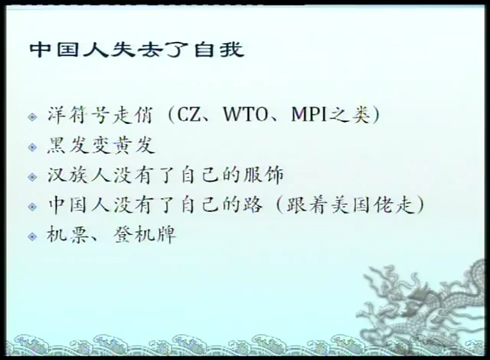 中国人失去了自我
洋符号走俏（CZ、WTO、MPI之类）
黑发变黄发
汉族人没有了自己的服饰
中国人没有了自己的路（跟着美国佬走）
机票、登机牌